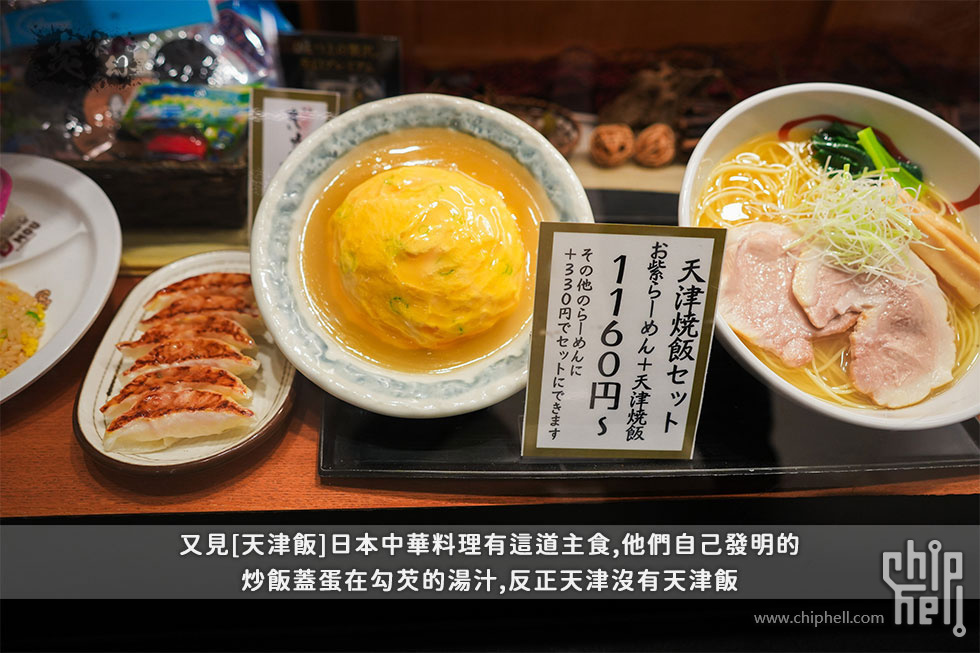 天津焼飯セット
お紫らーめん＋天津焼飯
1160円~
その他のらーめんに
＋330円でセットにできます
又見[天津飯]日本中華料理有這道主食,他們自己發明的
炒飯蓋蛋在勾芡的湯汁,反正天津沒有天津飯
chip
hell
www.chiphell.com